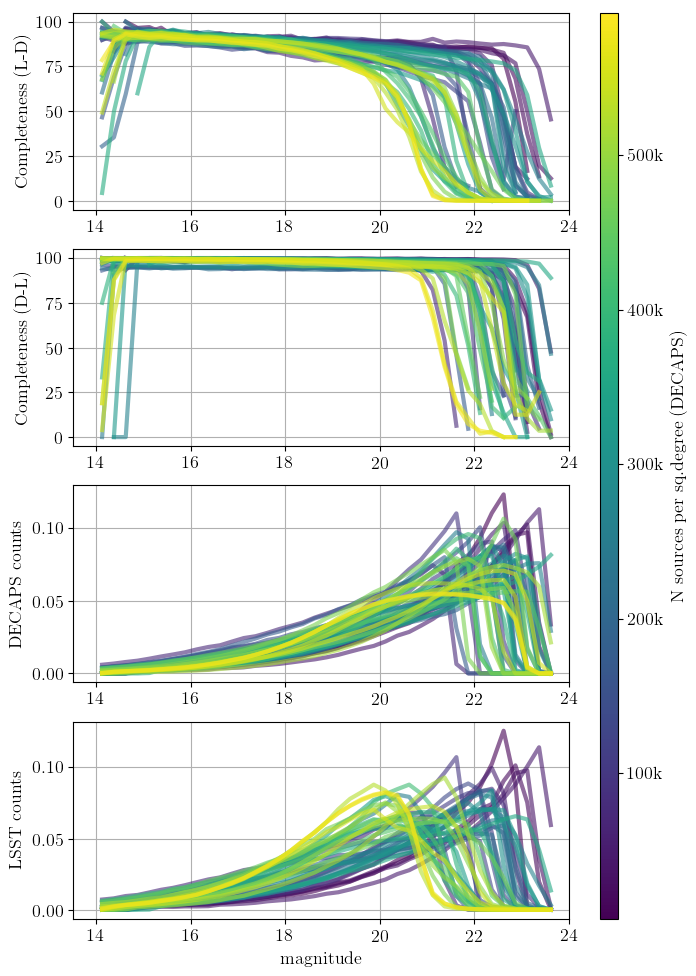 100
75
50
25
0
Completeness (L-D)
14 16 18 20 22 24
100
75
50
25
0
Completeness (D-L)
14 16 18 20 22 24
0.10
0.05
0.00
DECAPS counts
14 16 18 20 22 24
0.10
0.05
0.00
LSST counts
14 16 18 20 22 24
magnitude
500k
400k
300k
200k
100k
N sources per sq.degree (DECAPS)